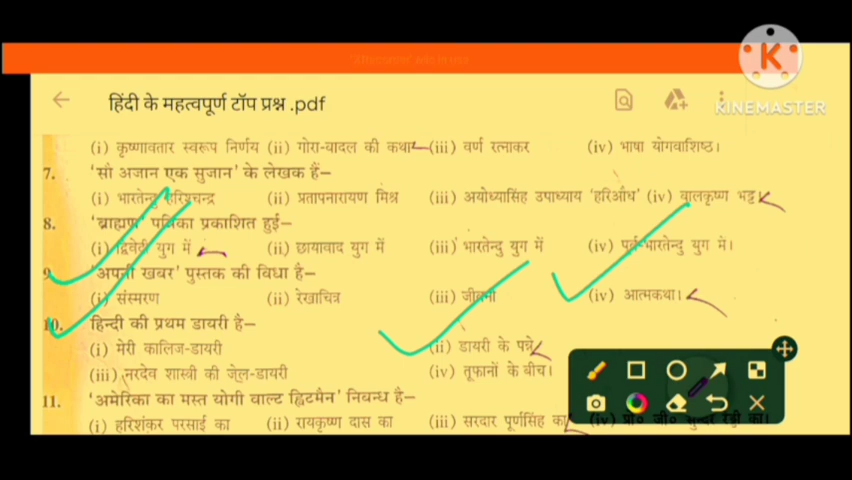 KINEMASTER
हिंदी के महत्वपूर्ण टॉप प्रश्न .pdf
(i) कृष्णावतार स्वरूप निर्णय (ii) गोरा-बादल की कथा (iii) वर्ण रत्नाकर (iv) भाषा योगवाशिष्ठ।
7. 'सौ अजान एक सुजान' के लेखक हैं–
(i) भारतेन्दु हरिश्चन्द्र (ii) प्रतापनारायण मिश्र (iii) अयोध्यासिंह उपाध्याय 'हरिऔध' (iv) बालकृष्ण भट्ट
8. 'ब्राह्मण' पत्रिका प्रकाशित हुई–
(i) द्विवेदी युग में (ii) छायावाद युग में (iii) भारतेन्दु युग में (iv) पूर्व-भारतेन्दु युग में।
9. 'अपनी खबर' पुस्तक की विधा है–
(i) संस्मरण (ii) रेखाचित्र (iii) जीवनी (iv) आत्मकथा।
10. हिन्दी की प्रथम डायरी है–
(i) मेरी कालिज-डायरी (ii) डायरी के पन्ने
(iii) नरदेव शास्त्री की जेल-डायरी (iv) तूफानों के बीच।
11. 'अमेरिका का मस्त योगी वाल्ट ह्विटमैन' निबन्ध है–
(i) हरिशंकर परसाई का (ii) रायकृष्ण दास का (iii) सरदार पूर्णसिंह का (iv) प्रो० जी० सुन्दर रेड्डी का।